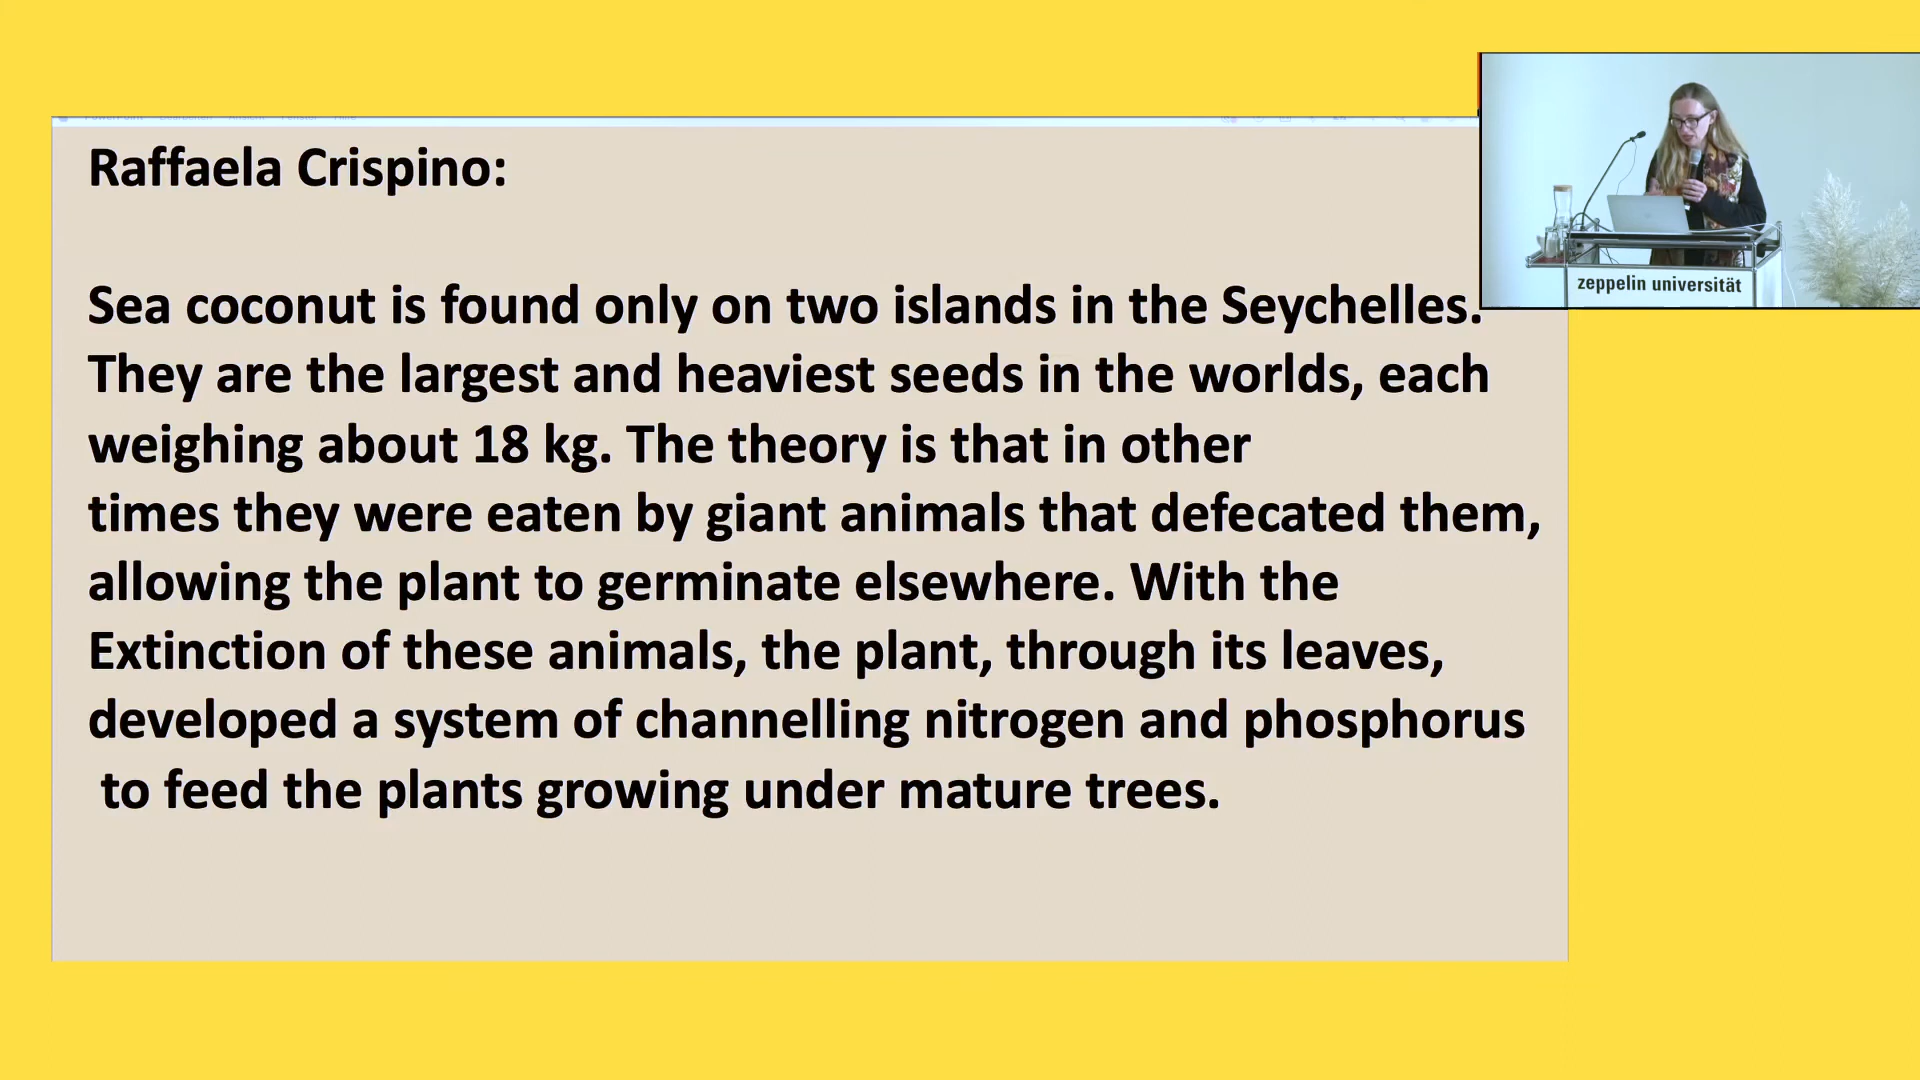 Raffaela Crispino:
Sea coconut is found only on two islands in the Seychelles.
They are the largest and heaviest seeds in the worlds, each
weighing about 18 kg. The theory is that in other
times they were eaten by giant animals that defecated them,
allowing the plant to germinate elsewhere. With the
Extinction of these animals, the plant, through its leaves,
developed a system of channelling nitrogen and phosphorus
to feed the plants growing under mature trees.
zeppelin universität